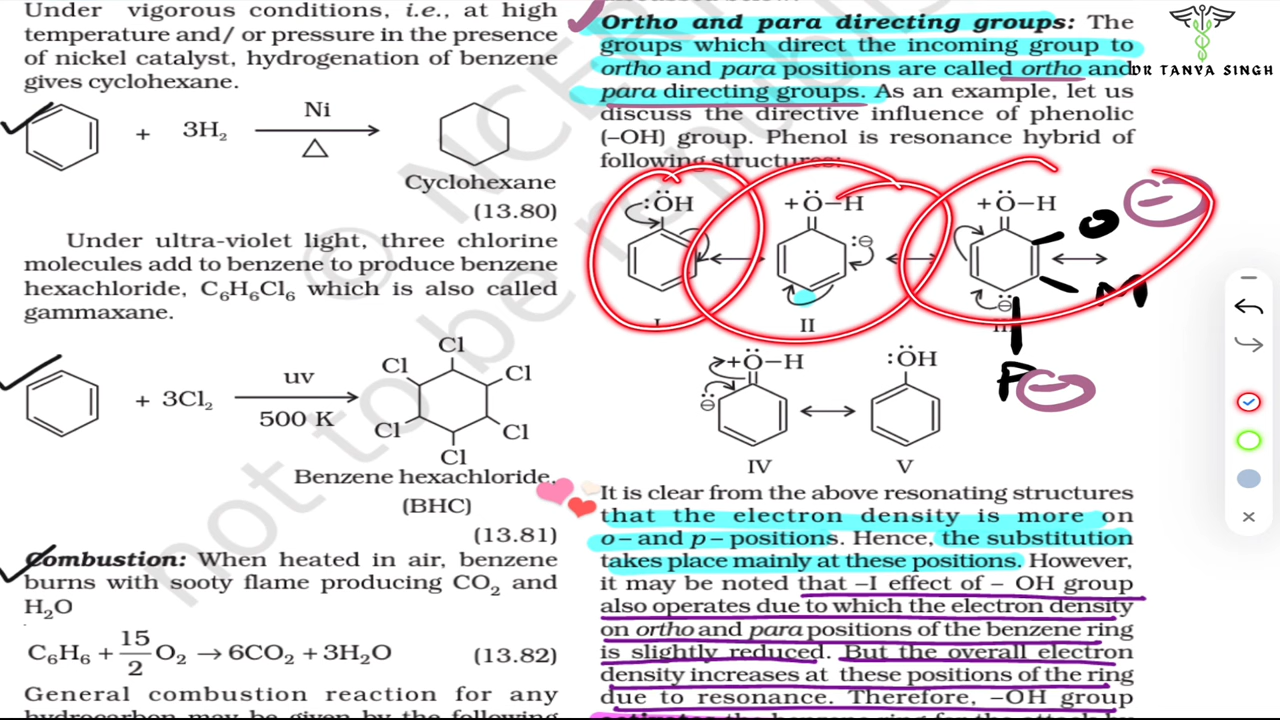 Under vigorous conditions, i.e., at high
temperature and/ or pressure in the presence
of nickel catalyst, hydrogenation of benzene
gives cyclohexane.
+ 3H₂ Ni △
Cyclohexane
(13.80)
Under ultra-violet light, three chlorine
molecules add to benzene to produce benzene
hexachloride, C₆H₆Cl₆ which is also called
gammaxane.
+ 3Cl₂ uv 500 K
Cl
Cl Cl
Cl Cl
Cl
Benzene hexachloride,
(BHC)
(13.81)
Combustion: When heated in air, benzene
burns with sooty flame producing CO₂ and
H₂O
C₆H₆ + 15/2 O₂ → 6CO₂ + 3H₂O (13.82)
General combustion reaction for any
Ortho and para directing groups: The
groups which direct the incoming group to
ortho and para positions are called ortho and
para directing groups. As an example, let us
discuss the directive influence of phenolic
(–OH) group. Phenol is resonance hybrid of
following structures:
:ÖH +Ö–H +Ö–H
O
M
I II III
P
+Ö–H :ÖH
IV V
It is clear from the above resonating structures
that the electron density is more on
o – and p – positions. Hence, the substitution
takes place mainly at these positions. However,
it may be noted that –I effect of – OH group
also operates due to which the electron density
on ortho and para positions of the benzene ring
is slightly reduced. But the overall electron
density increases at these positions of the ring
due to resonance. Therefore, –OH group
DR TANYA SINGH